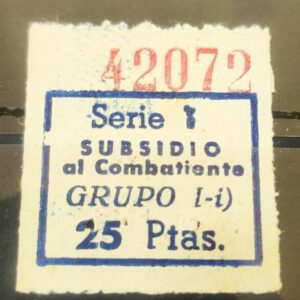 42072
Serie 1
SUBSIDIO
al Combatiente
GRUPO l-i)
25 Ptas.